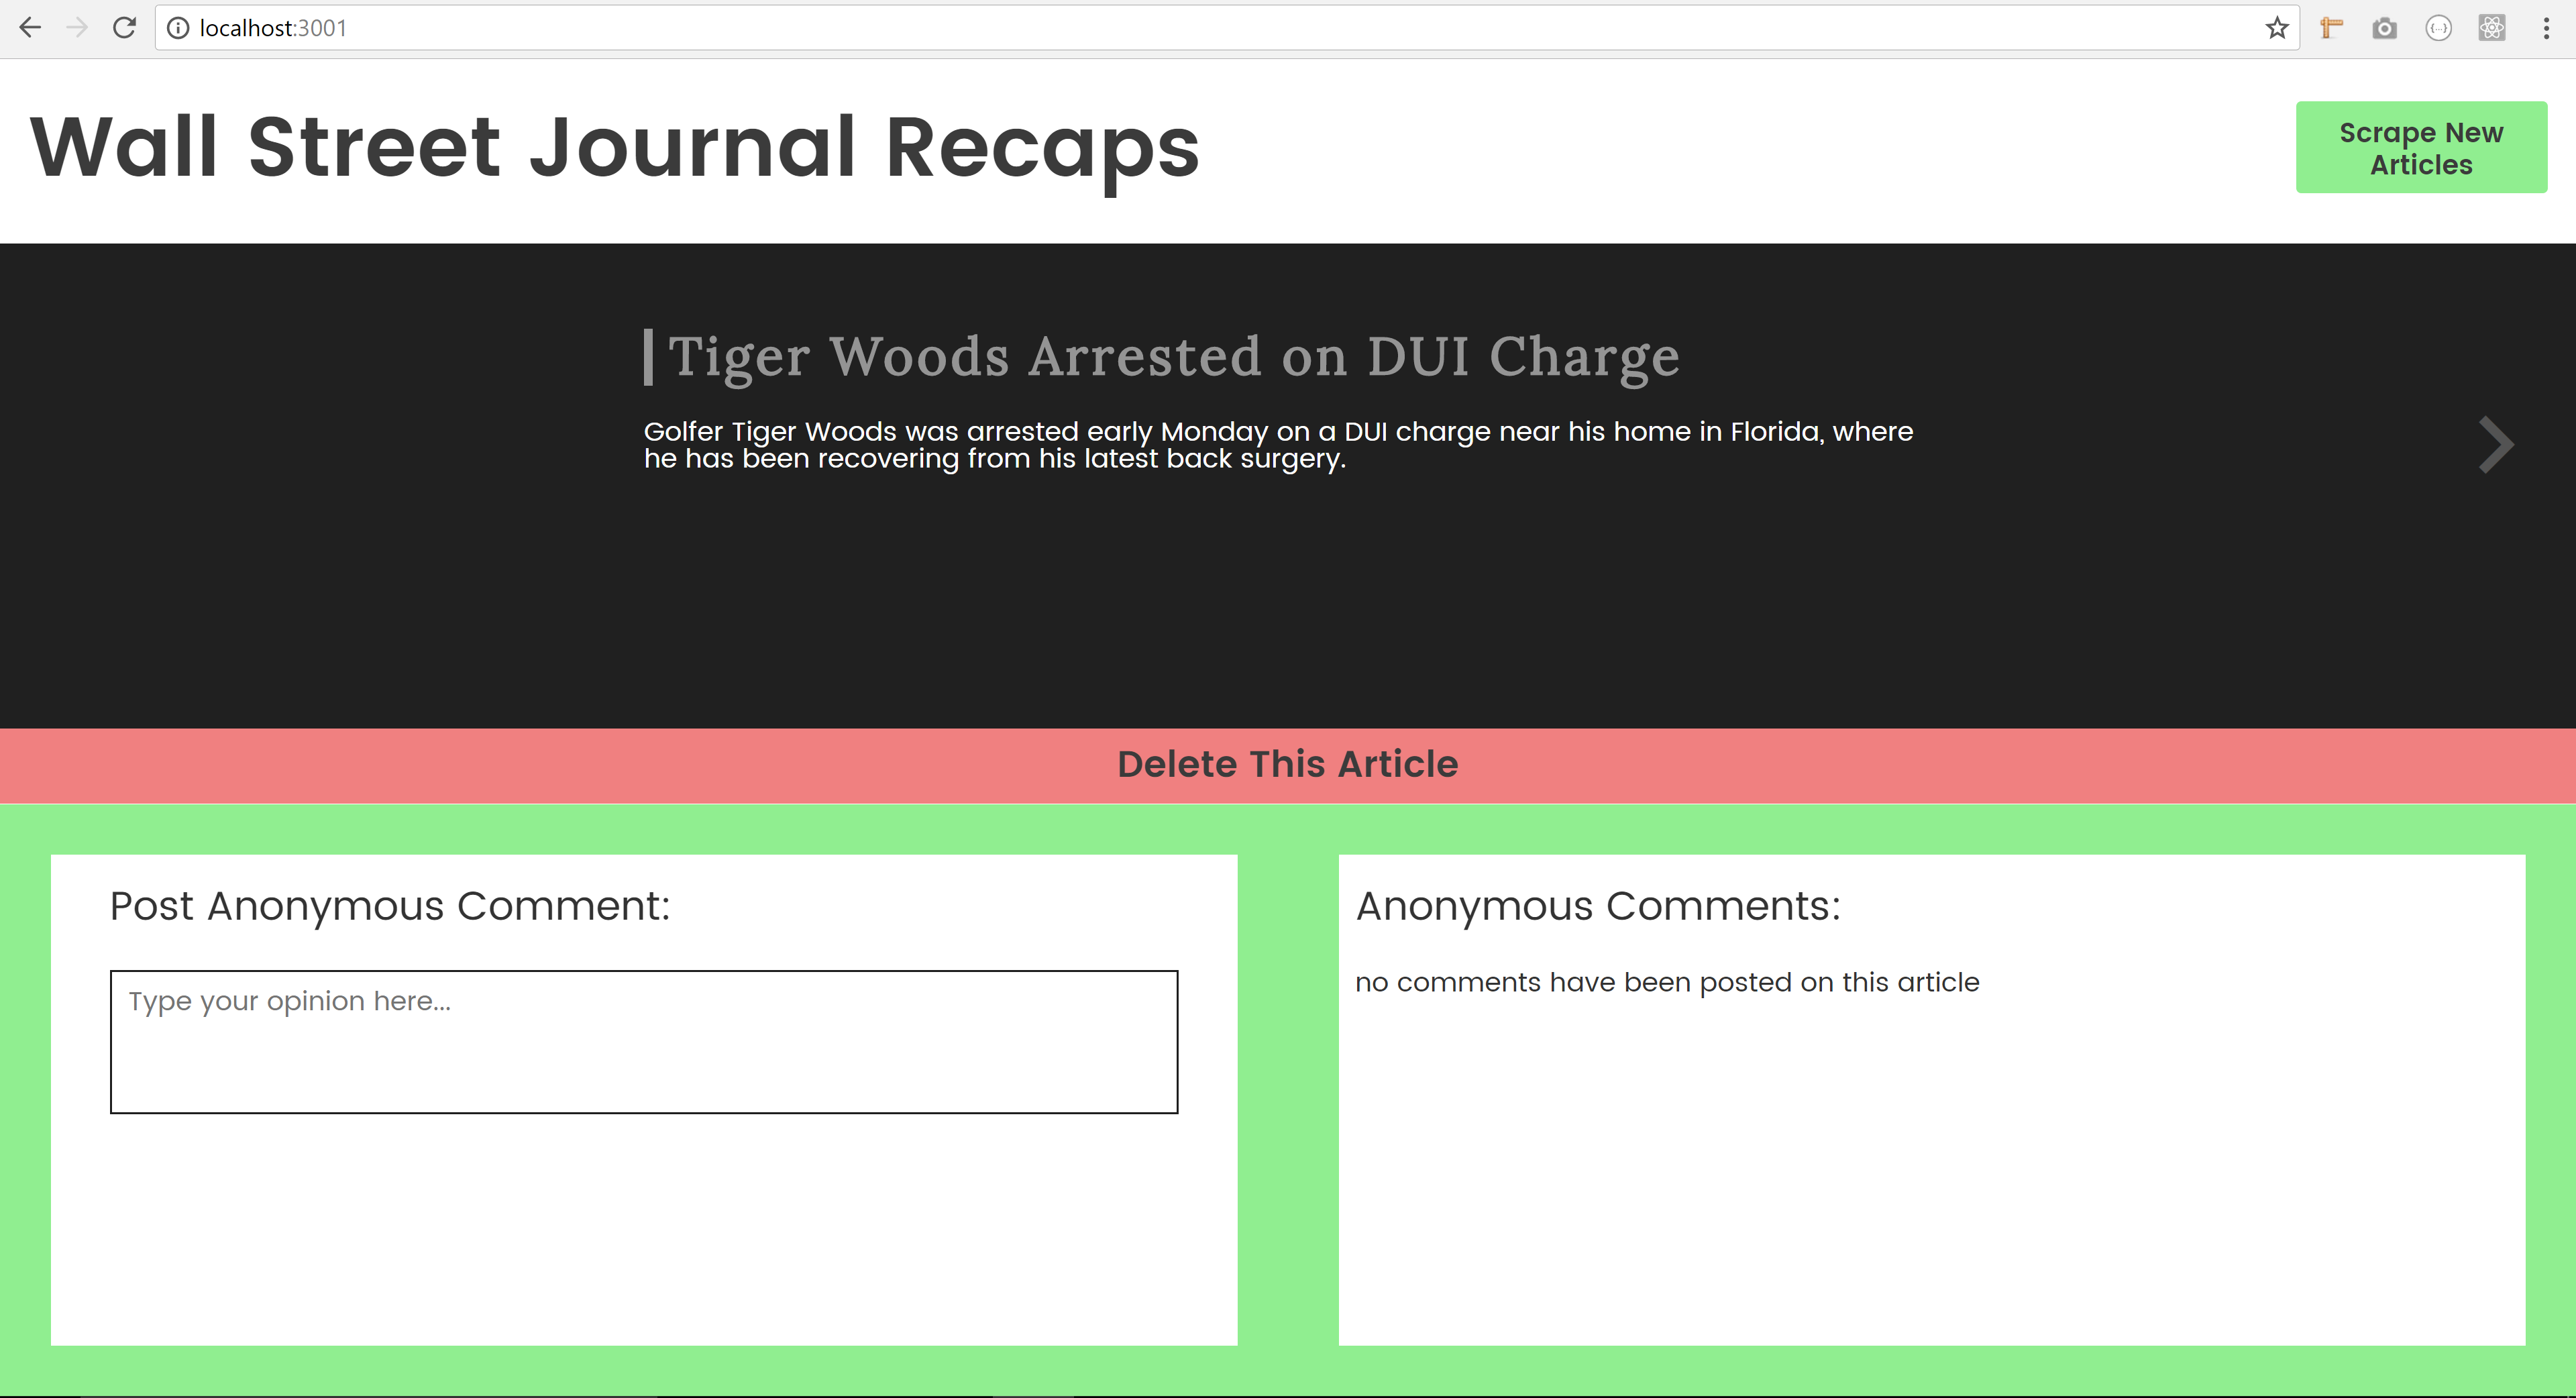 localhost:3001
Wall Street Journal Recaps
Scrape New
Articles
Tiger Woods Arrested on DUI Charge
Golfer Tiger Woods was arrested early Monday on a DUI charge near his home in Florida, where
he has been recovering from his latest back surgery.
Delete This Article
Post Anonymous Comment:
Type your opinion here...
Anonymous Comments:
no comments have been posted on this article